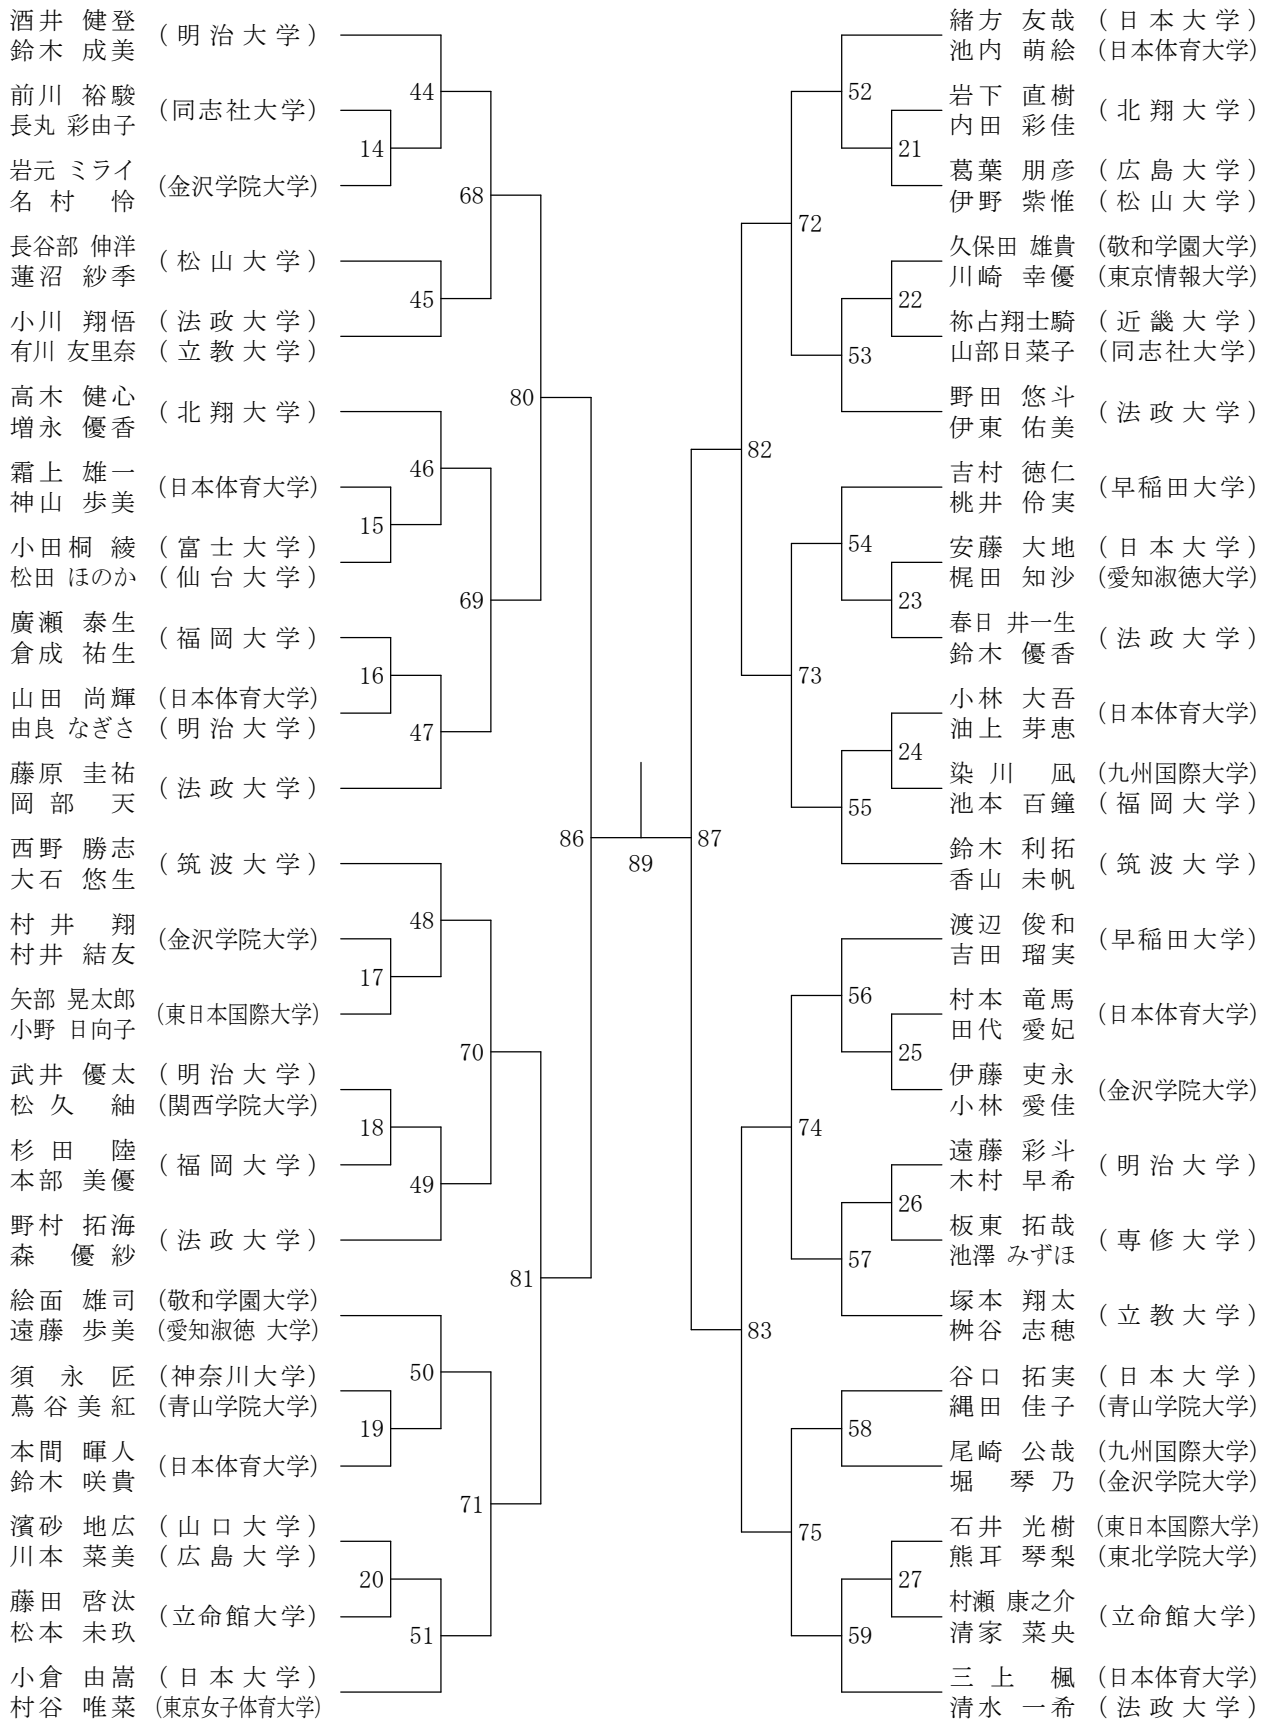 酒井 健登 (明治大学)
鈴木 成美
前川 裕駿 (同志社大学)
長丸 彩由子
岩元 ミライ (金沢学院大学)
名村 怜
長谷部 伸洋 (松山大学)
蓮沼 紗季
小川 翔悟 (法政大学)
有川 友里奈 (立教大学)
高木 健心 (北翔大学)
増永 優香
霜上 雄一 (日本体育大学)
神山 歩美
小田桐 綾 (富士大学)
松田 ほのか (仙台大学)
廣瀬 泰生 (福岡大学)
倉成 祐生
山田 尚輝 (日本体育大学)
由良 なぎさ (明治大学)
藤原 圭祐 (法政大学)
岡部 天
西野 勝志 (筑波大学)
大石 悠生
村井 翔 (金沢学院大学)
村井 結友
矢部 晃太郎 (東日本国際大学)
小野 日向子
武井 優太 (明治大学)
松久 紬 (関西学院大学)
杉田 陸 (福岡大学)
本部 美優
野村 拓海 (法政大学)
森 優紗
絵面 雄司 (敬和学園大学)
遠藤 歩美 (愛知淑徳 大学)
須永 匠 (神奈川大学)
蔦谷美紅 (青山学院大学)
本間 暉人 (日本体育大学)
鈴木 咲貴
濱砂 地広 (山口大学)
川本 菜美 (広島大学)
藤田 啓汰 (立命館大学)
松本 未玖
小倉 由嵩 (日本大学)
村谷 唯菜 (東京女子体育大学)
14
15
16
17
18
19
20
44
45
46
47
48
49
50
51
68
69
70
71
80
81
86
89
87
82
83
72
73
74
75
52
53
54
55
56
57
58
59
21
22
23
24
25
26
27
緒方 友哉 (日本大学)
池内 萌絵 (日本体育大学)
岩下 直樹 (北翔大学)
内田 彩佳
葛葉 朋彦 (広島大学)
伊野 紫惟 (松山大学)
久保田 雄貴 (敬和学園大学)
川崎 幸優 (東京情報大学)
祢占翔士騎 (近畿大学)
山部日菜子 (同志社大学)
野田 悠斗 (法政大学)
伊東 佑美
吉村 徳仁 (早稲田大学)
桃井 伶実
安藤 大地 (日本大学)
梶田 知沙 (愛知淑徳大学)
春日 井一生 (法政大学)
鈴木 優香
小林 大吾 (日本体育大学)
油上 芽恵
染川 凪 (九州国際大学)
池本 百鐘 (福岡大学)
鈴木 利拓 (筑波大学)
香山 未帆
渡辺 俊和 (早稲田大学)
吉田 瑠実
村本 竜馬 (日本体育大学)
田代 愛妃
伊藤 吏永 (金沢学院大学)
小林 愛佳
遠藤 彩斗 (明治大学)
木村 早希
板東 拓哉 (専修大学)
池澤 みずほ
塚本 翔太 (立教大学)
桝谷 志穂
谷口 拓実 (日本大学)
縄田 佳子 (青山学院大学)
尾崎 公哉 (九州国際大学)
堀 琴乃 (金沢学院大学)
石井 光樹 (東日本国際大学)
熊耳 琴梨 (東北学院大学)
村瀬 康之介 (立命館大学)
清家 菜央
三上 楓 (日本体育大学)
清水 一希 (法政大学)